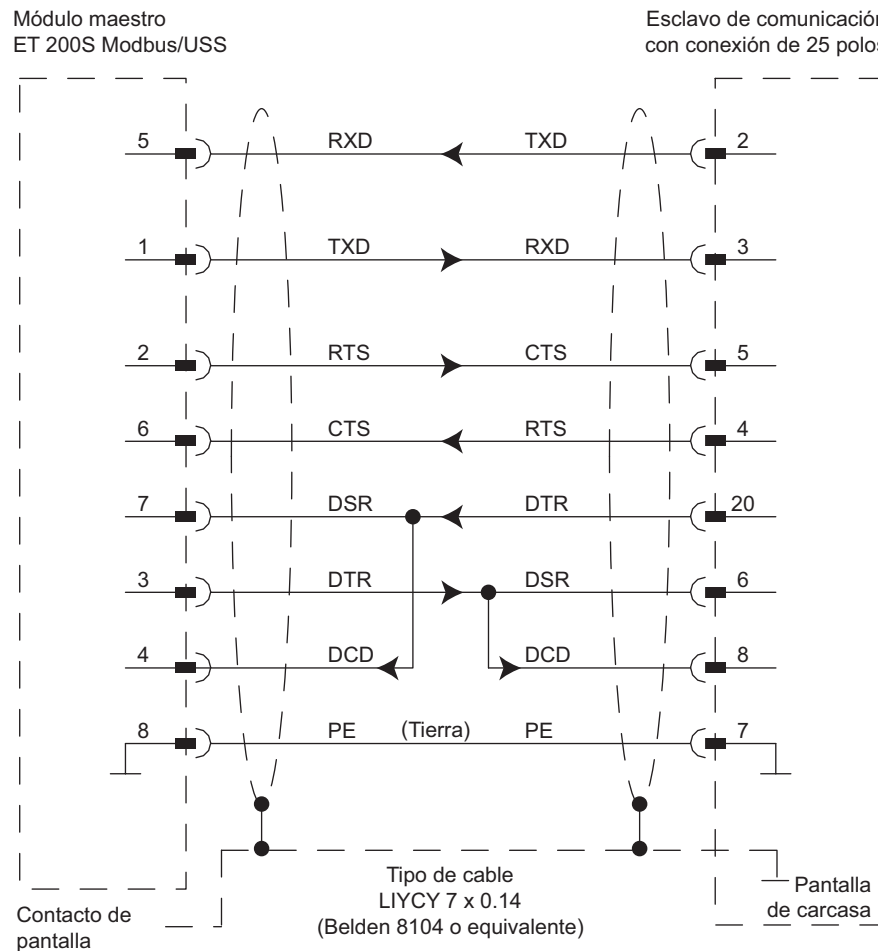 Módulo maestro
ET 200S Modbus/USS
Esclavo de comunicación
con conexión de 25 polos
5 RXD TXD 2
1 TXD RXD 3
2 RTS CTS 5
6 CTS RTS 4
7 DSR DTR 20
3 DTR DSR 6
4 DCD DCD 8
8 PE (Tierra) PE 7
Tipo de cable
LIYCY 7 x 0.14
(Belden 8104 o equivalente)
Contacto de
pantalla
Pantalla
de carcasa